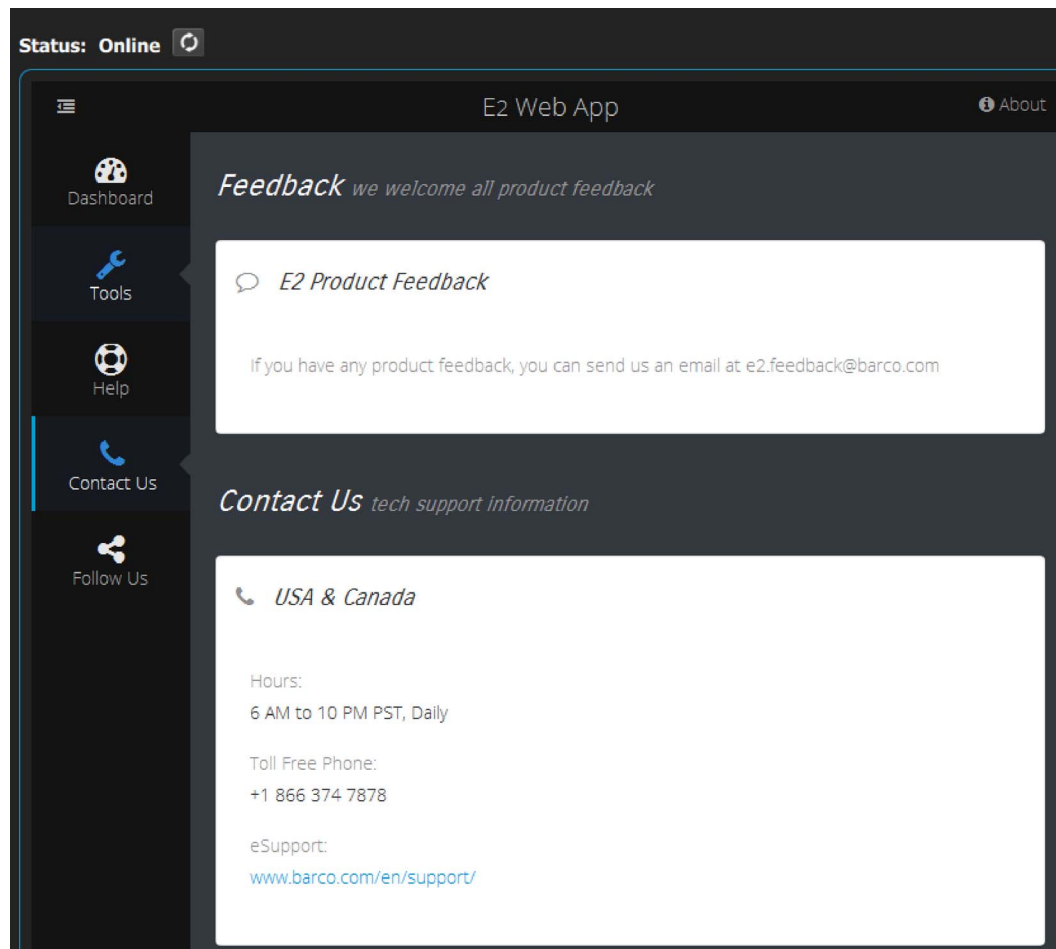 Status: Online
E2 Web App
About
Dashboard
Tools
Help
Contact Us
Follow Us
Feedback we welcome all product feedback
E2 Product Feedback
If you have any product feedback, you can send us an email at e2.feedback@barco.com
Contact Us tech support information
USA & Canada
Hours:
6 AM to 10 PM PST, Daily
Toll Free Phone:
+1 866 374 7878
eSupport:
www.barco.com/en/support/